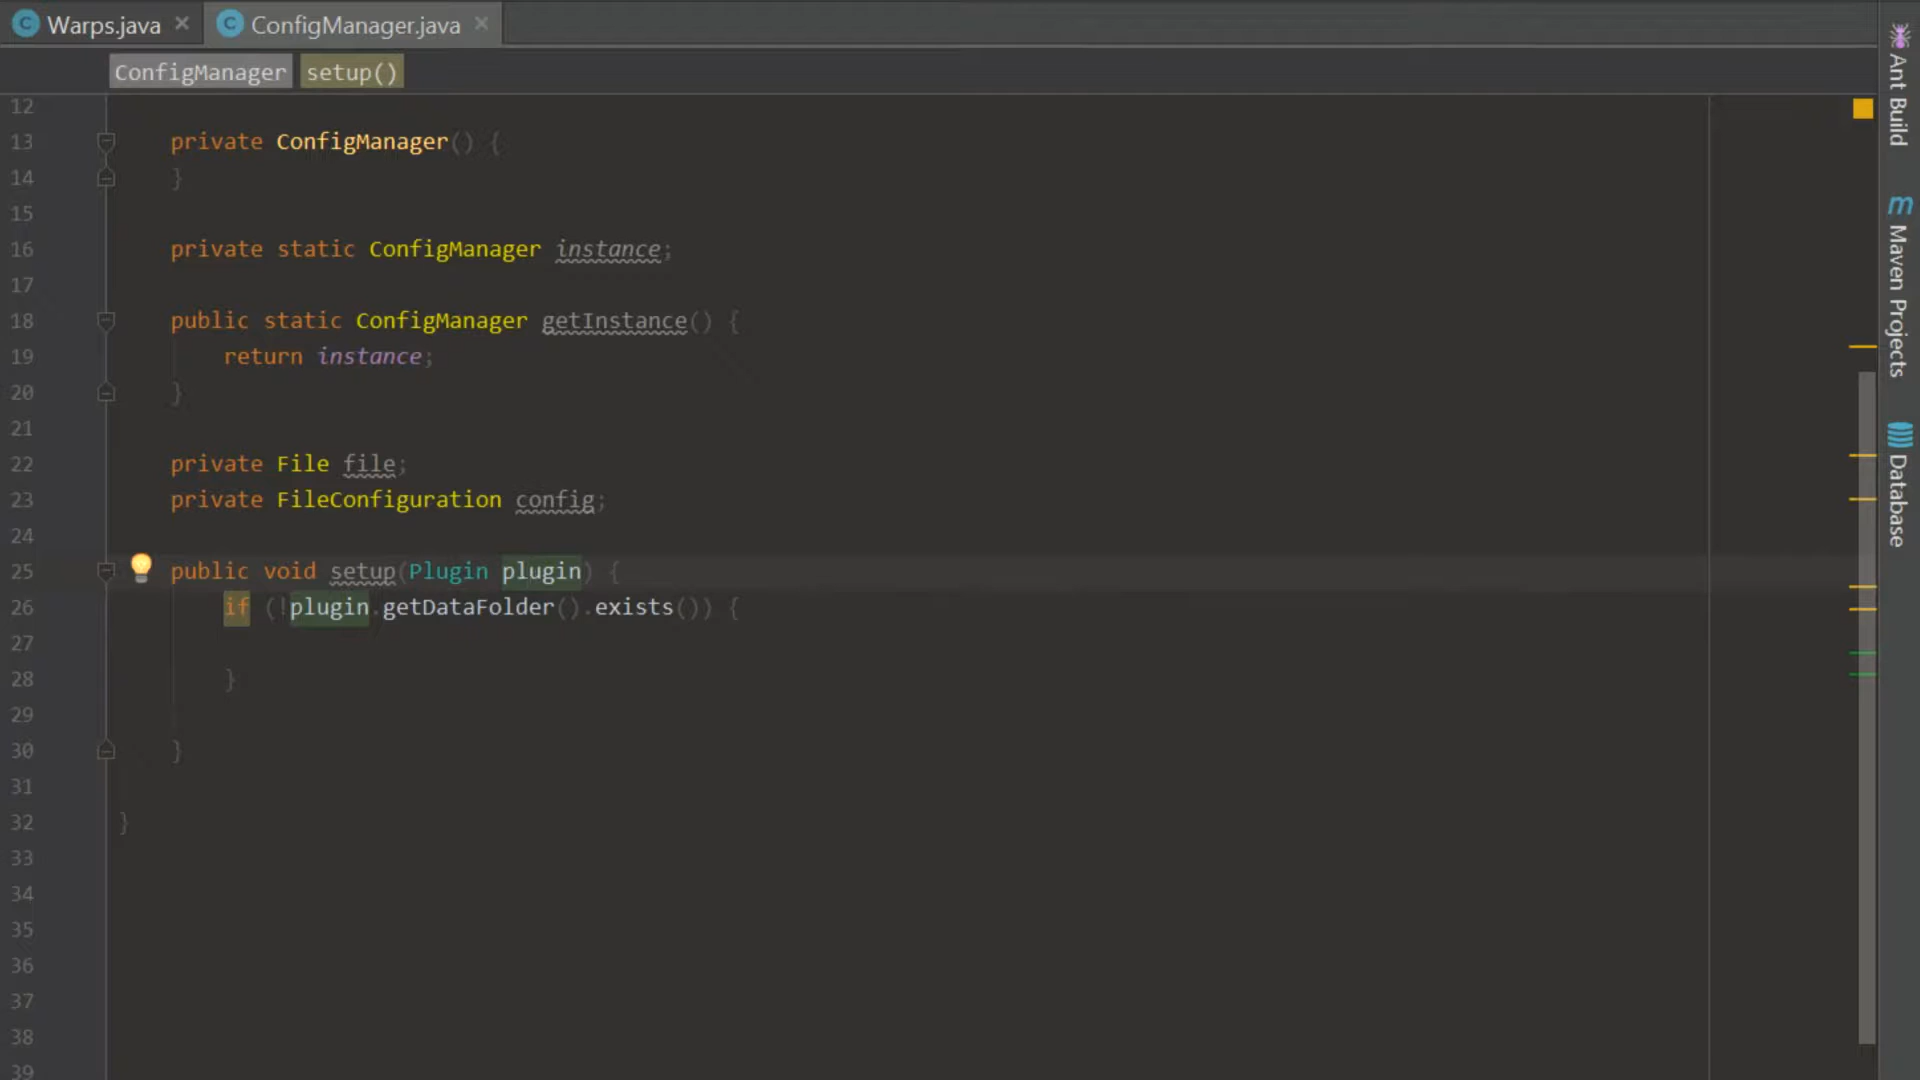 Warps.java
ConfigManager.java
ConfigManager setup()
12
13 private ConfigManager() {
14 }
15
16 private static ConfigManager instance;
17
18 public static ConfigManager getInstance() {
19 return instance;
20 }
21
22 private File file;
23 private FileConfiguration config;
24
25 public void setup(Plugin plugin) {
26 if (!plugin.getDataFolder().exists()) {
27
28 }
29
30 }
31
32 }
33
34
35
36
37
38
39
Ant Build
m Maven Projects
Database